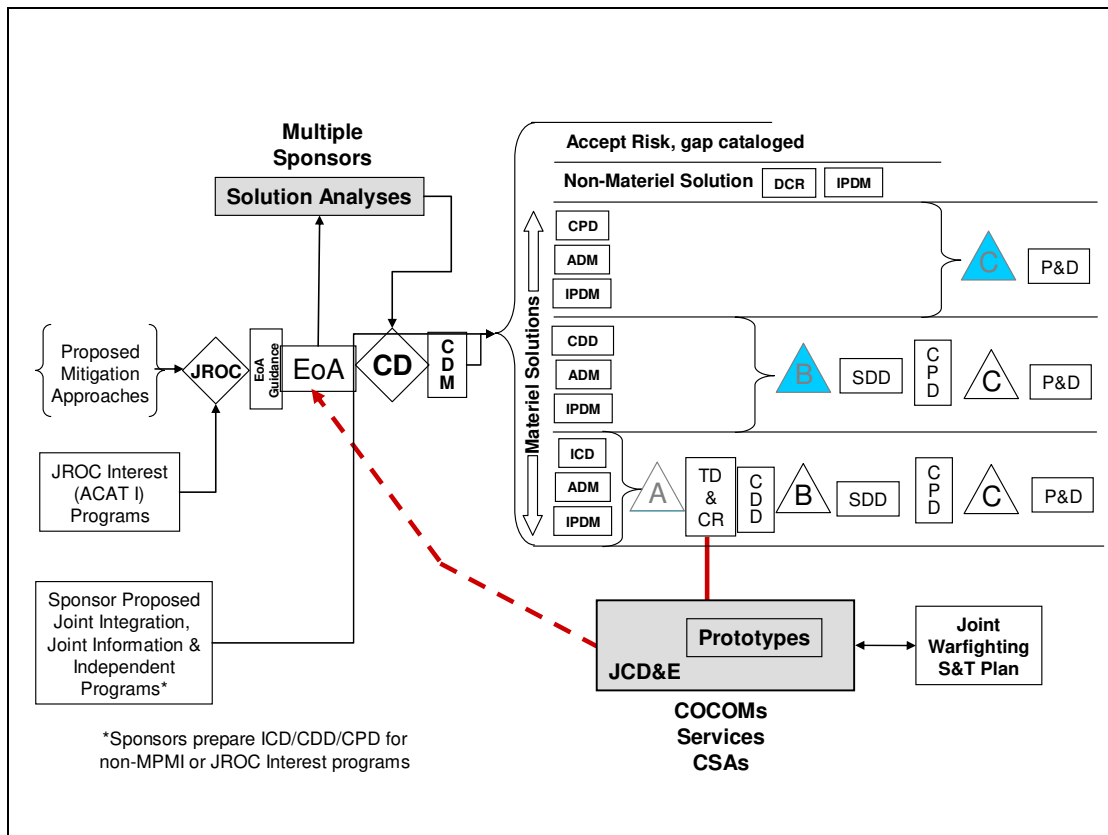 Multiple
Sponsors
Solution Analyses
Proposed
Mitigation
Approaches
JROC
EoA
Guidance
EoA
CD
C
D
M
JROC Interest
(ACAT I)
Programs
Sponsor Proposed
Joint Integration,
Joint Information &
Independent
Programs*
*Sponsors prepare ICD/CDD/CPD for
non-MPMI or JROC Interest programs
Accept Risk, gap cataloged
Non-Materiel Solution
DCR
IPDM
Materiel Solutions
CPD
ADM
IPDM
C
P&D
CDD
ADM
IPDM
B
SDD
C
P
D
C
P&D
ICD
ADM
IPDM
A
TD
&
CR
C
D
D
B
SDD
C
P
D
C
P&D
Prototypes
JCD&E
COCOMs
Services
CSAs
Joint
Warfighting
S&T Plan